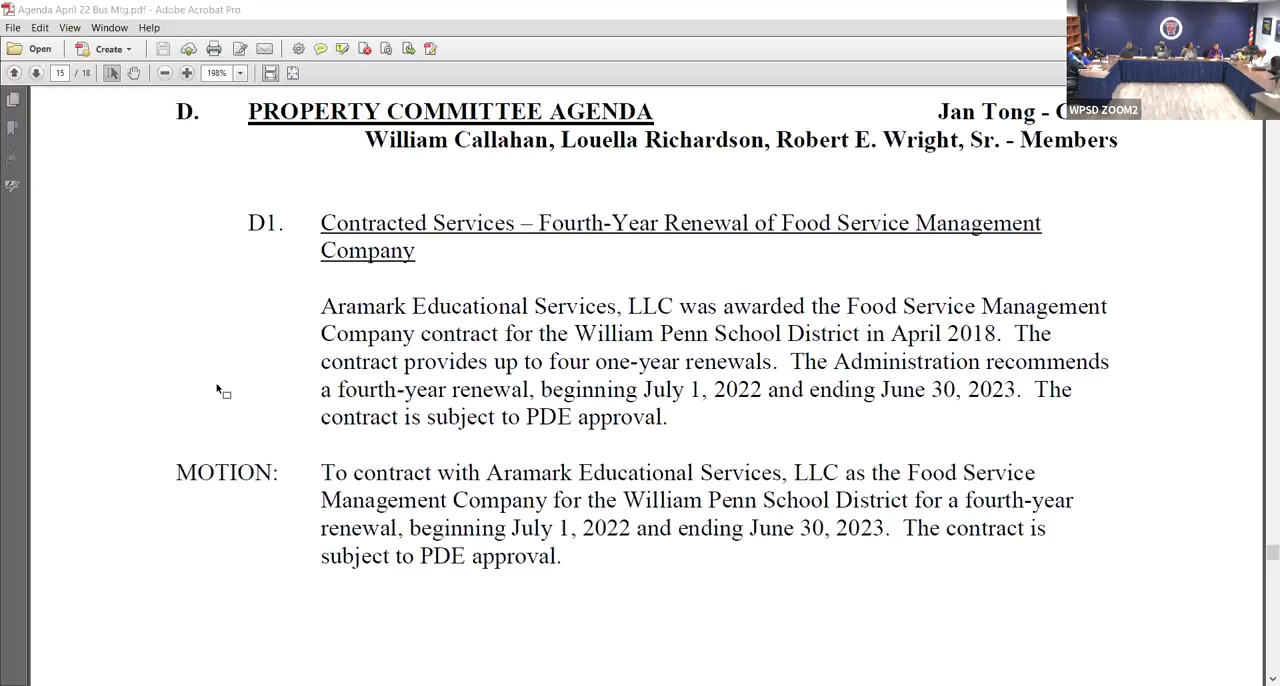 Agenda April 22 Bus Mtg.pdf - Adobe Acrobat Pro
File Edit View Window Help
Open Create
15 / 18 198%
WPSD ZOOM2
D. PROPERTY COMMITTEE AGENDA Jan Tong -
William Callahan, Louella Richardson, Robert E. Wright, Sr. - Members
D1. Contracted Services – Fourth-Year Renewal of Food Service Management
Company
Aramark Educational Services, LLC was awarded the Food Service Management
Company contract for the William Penn School District in April 2018. The
contract provides up to four one-year renewals. The Administration recommends
a fourth-year renewal, beginning July 1, 2022 and ending June 30, 2023. The
contract is subject to PDE approval.
MOTION: To contract with Aramark Educational Services, LLC as the Food Service
Management Company for the William Penn School District for a fourth-year
renewal, beginning July 1, 2022 and ending June 30, 2023. The contract is
subject to PDE approval.